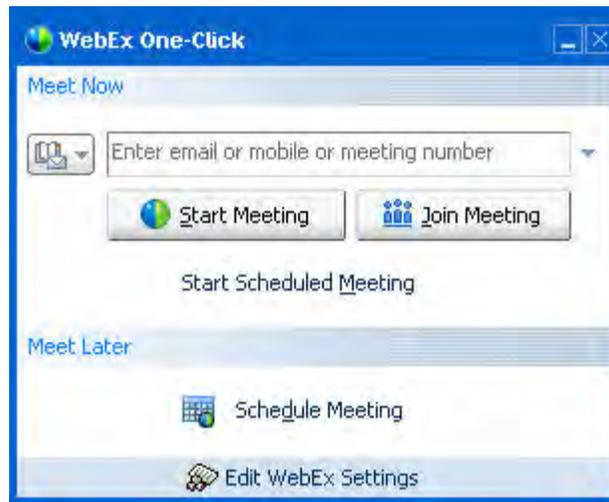 WebEx One-Click
Meet Now
Enter email or mobile or meeting number
Start Meeting Join Meeting
Start Scheduled Meeting
Meet Later
Schedule Meeting
Edit WebEx Settings